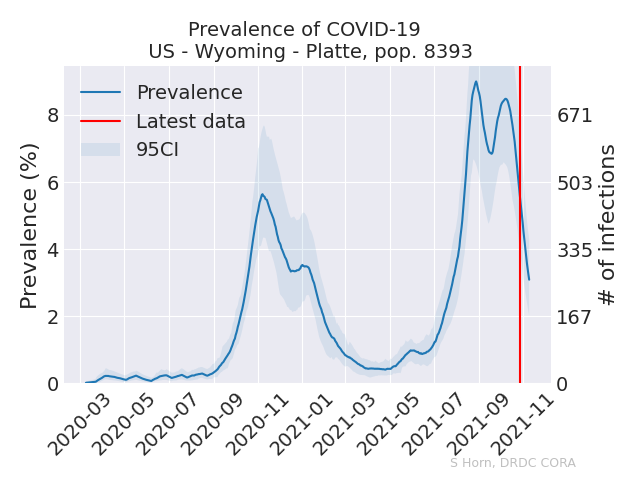 Prevalence of COVID-19
US - Wyoming - Platte, pop. 8393
Prevalence
Latest data
95CI
Prevalence (%)
8
6
4
2
0
671
503
335
167
0
# of infections
2020-03
2020-05
2020-07
2020-09
2020-11
2021-01
2021-03
2021-05
2021-07
2021-09
2021-11
S Horn, DRDC CORA